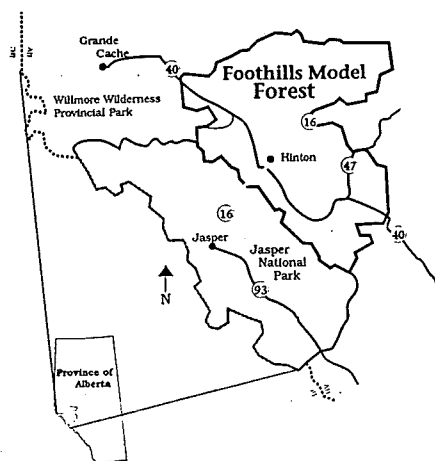 Grande
Cache
40
Foothills Model
Forest
Willmore Wilderness
Provincial Park
16
Hinton
47
16
Jasper
Jasper
National
Park
40
N
93
Province of
Alberta